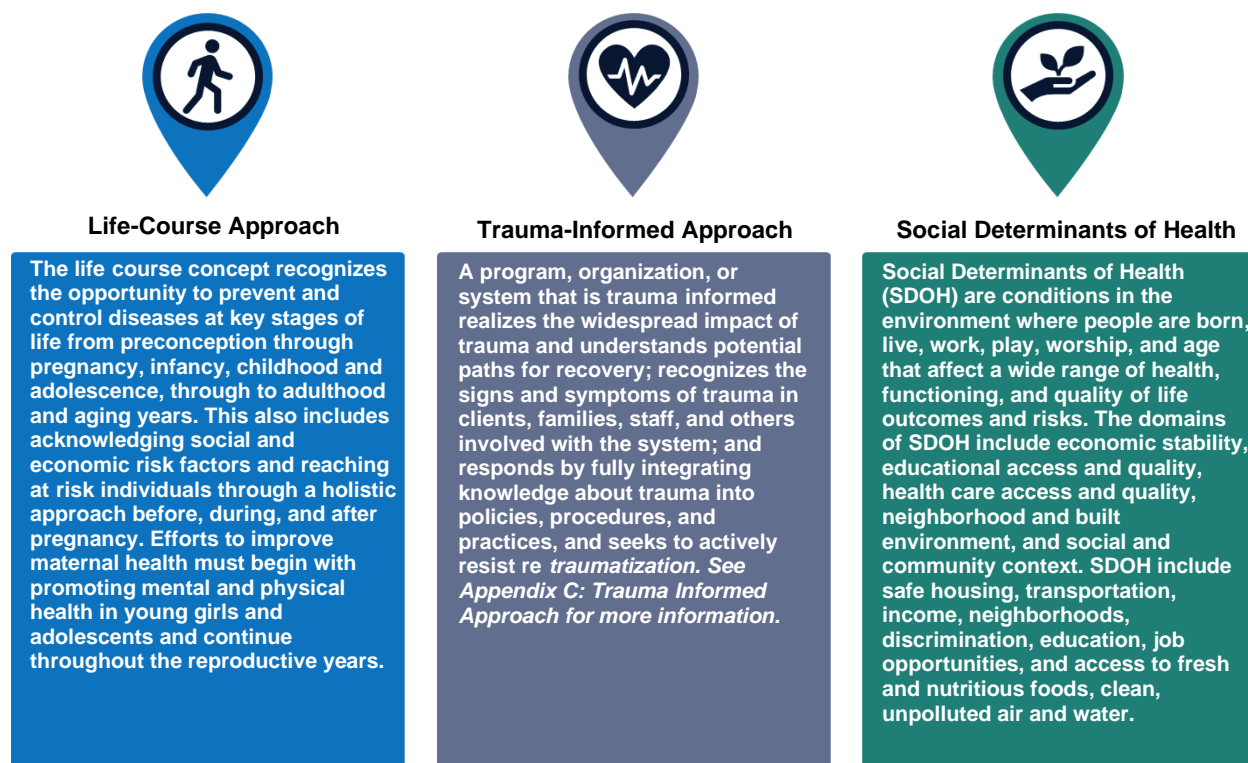 Life-Course Approach
The life course concept recognizes
the opportunity to prevent and
control diseases at key stages of
life from preconception through
pregnancy, infancy, childhood and
adolescence, through to adulthood
and aging years. This also includes
acknowledging social and
economic risk factors and reaching
at risk individuals through a holistic
approach before, during, and after
pregnancy. Efforts to improve
maternal health must begin with
promoting mental and physical
health in young girls and
adolescents and continue
throughout the reproductive years.
Trauma-Informed Approach
A program, organization, or
system that is trauma informed
realizes the widespread impact of
trauma and understands potential
paths for recovery; recognizes the
signs and symptoms of trauma in
clients, families, staff, and others
involved with the system; and
responds by fully integrating
knowledge about trauma into
policies, procedures, and
practices, and seeks to actively
resist re traumatization. See
Appendix C: Trauma Informed
Approach for more information.
Social Determinants of Health
Social Determinants of Health
(SDOH) are conditions in the
environment where people are born,
live, work, play, worship, and age
that affect a wide range of health,
functioning, and quality of life
outcomes and risks. The domains
of SDOH include economic stability,
educational access and quality,
health care access and quality,
neighborhood and built
environment, and social and
community context. SDOH include
safe housing, transportation,
income, neighborhoods,
discrimination, education, job
opportunities, and access to fresh
and nutritious foods, clean,
unpolluted air and water.